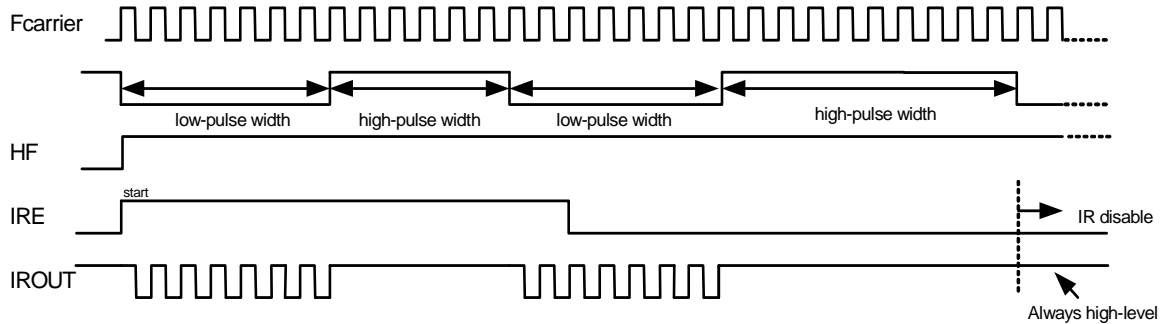 Fcarrier
low-pulse width
high-pulse width
low-pulse width
high-pulse width
HF
start
IRE
IR disable
IROUT
Always high-level